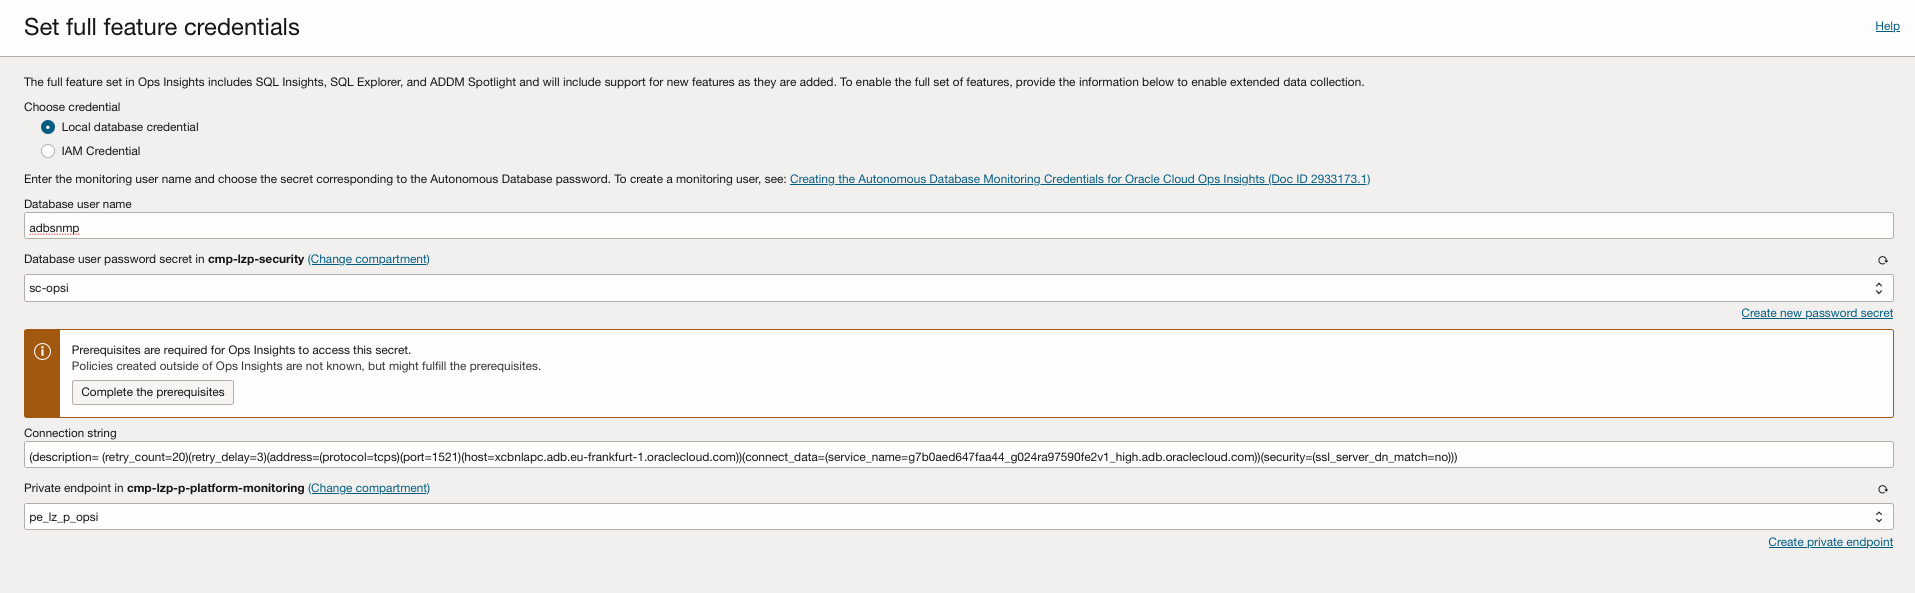 Set full feature credentials
Help
The full feature set in Ops Insights includes SQL Insights, SQL Explorer, and ADDM Spotlight and will include support for new features as they are added. To enable the full set of features, provide the information below to enable extended data collection.
Choose credential
Local database credential
IAM Credential
Enter the monitoring user name and choose the secret corresponding to the Autonomous Database password. To create a monitoring user, see: Creating the Autonomous Database Monitoring Credentials for Oracle Cloud Ops Insights (Doc ID 2933173.1)
Database user name
adbsnmp
Database user password secret in cmp-lzp-security (Change compartment)
sc-opsi
Create new password secret
Prerequisites are required for Ops Insights to access this secret.
Policies created outside of Ops Insights are not known, but might fulfill the prerequisites.
Complete the prerequisites
Connection string
(description= (retry_count=20)(retry_delay=3)(address=(protocol=tcps)(port=1521)(host=xcbnlapc.adb.eu-frankfurt-1.oraclecloud.com))(connect_data=(service_name=g7b0aed647faa44_g024ra97590fe2v1_high.adb.oraclecloud.com))(security=(ssl_server_dn_match=no)))
Private endpoint in cmp-lzp-p-platform-monitoring (Change compartment)
pe_lz_p_opsi
Create private endpoint